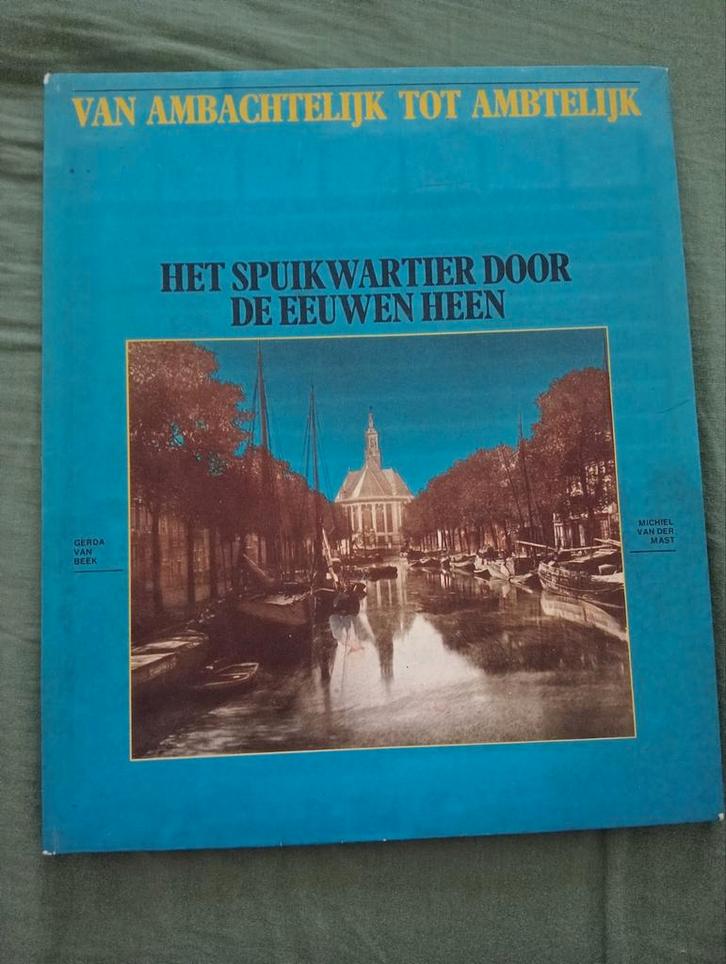 VAN AMBACHTELIJK TOT AMBTELIJK
HET SPUIKWARTIER DOOR
DE EEUWEN HEEN
GERDA
VAN
BEEK
MICHIEL
VAN DER
MAST